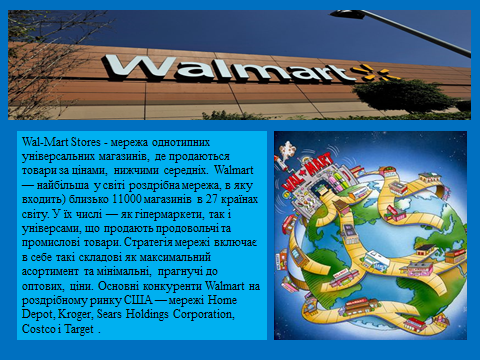 Walmart
Wal-Mart Stores - мережа однотипних
універсальних магазинів, де продаються
товари за цінами, нижчими середніх. Walmart
— найбільша у світі роздрібна мережа, в яку
входить) близько 11000 магазинів в 27 країнах
світу. У їх числі — як гіпермаркети, так і
універсами, що продають продовольчі та
промислові товари. Стратегія мережі включає
в себе такі складові як максимальний
асортимент та мінімальні, прагнучі до
оптових, ціни. Основні конкуренти Walmart на
роздрібному ринку США — мережі Home
Depot, Kroger, Sears Holdings Corporation,
Costco і Target .
WAL★MART